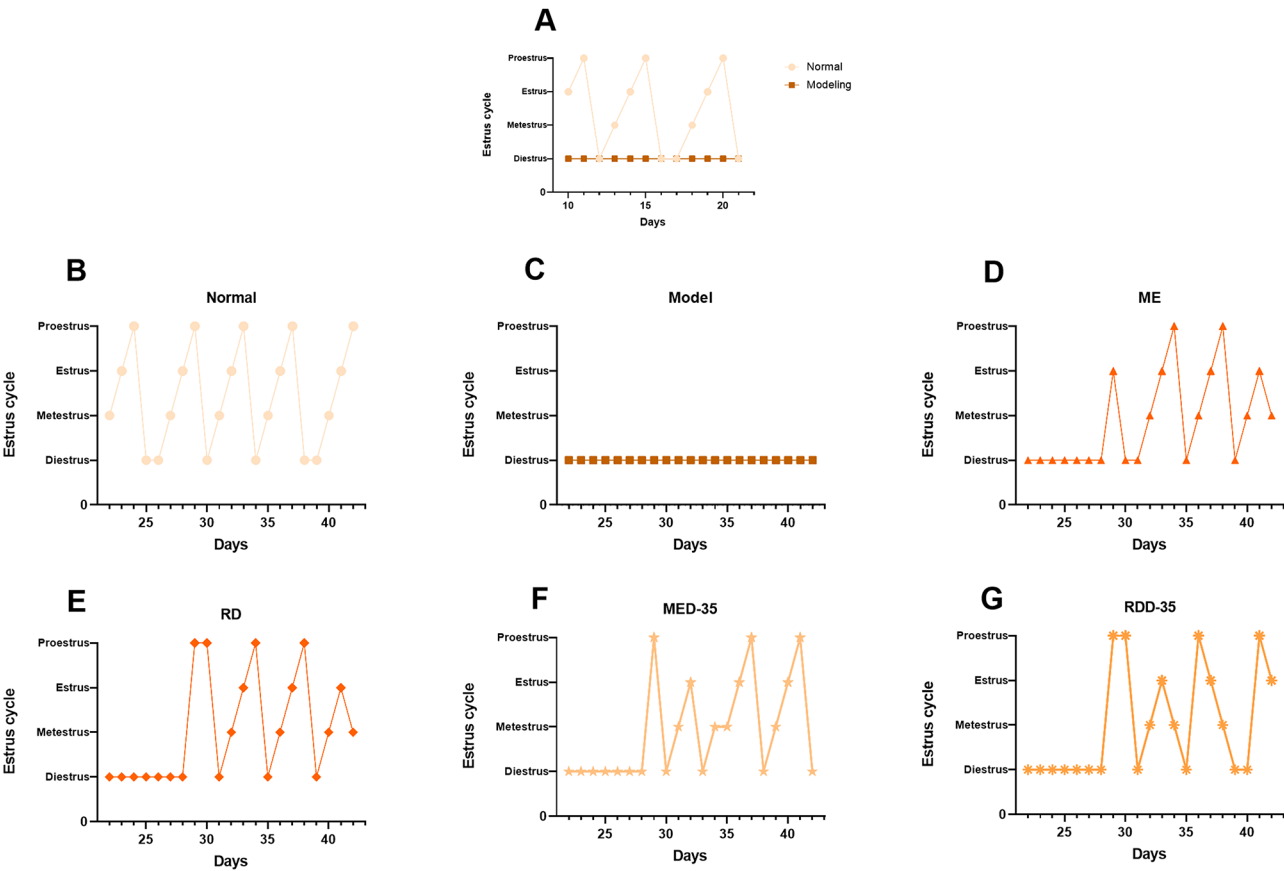 A
Proestrus
Estrus
Metestrus
Diestrus
0
Estrus cycle
10 15 20
Days
Normal
Modeling
B
Normal
Proestrus
Estrus
Metestrus
Diestrus
0
Estrus cycle
25 30 35 40
Days
C
Model
Proestrus
Estrus
Metestrus
Diestrus
0
Estrus cycle
25 30 35 40
Days
D
ME
Proestrus
Estrus
Metestrus
Diestrus
0
Estrus cycle
25 30 35 40
Days
E
RD
Proestrus
Estrus
Metestrus
Diestrus
0
Estrus cycle
25 30 35 40
Days
F
MED-35
Proestrus
Estrus
Metestrus
Diestrus
0
Estrus cycle
25 30 35 40
Days
G
RDD-35
Proestrus
Estrus
Metestrus
Diestrus
0
Estrus cycle
25 30 35 40
Days